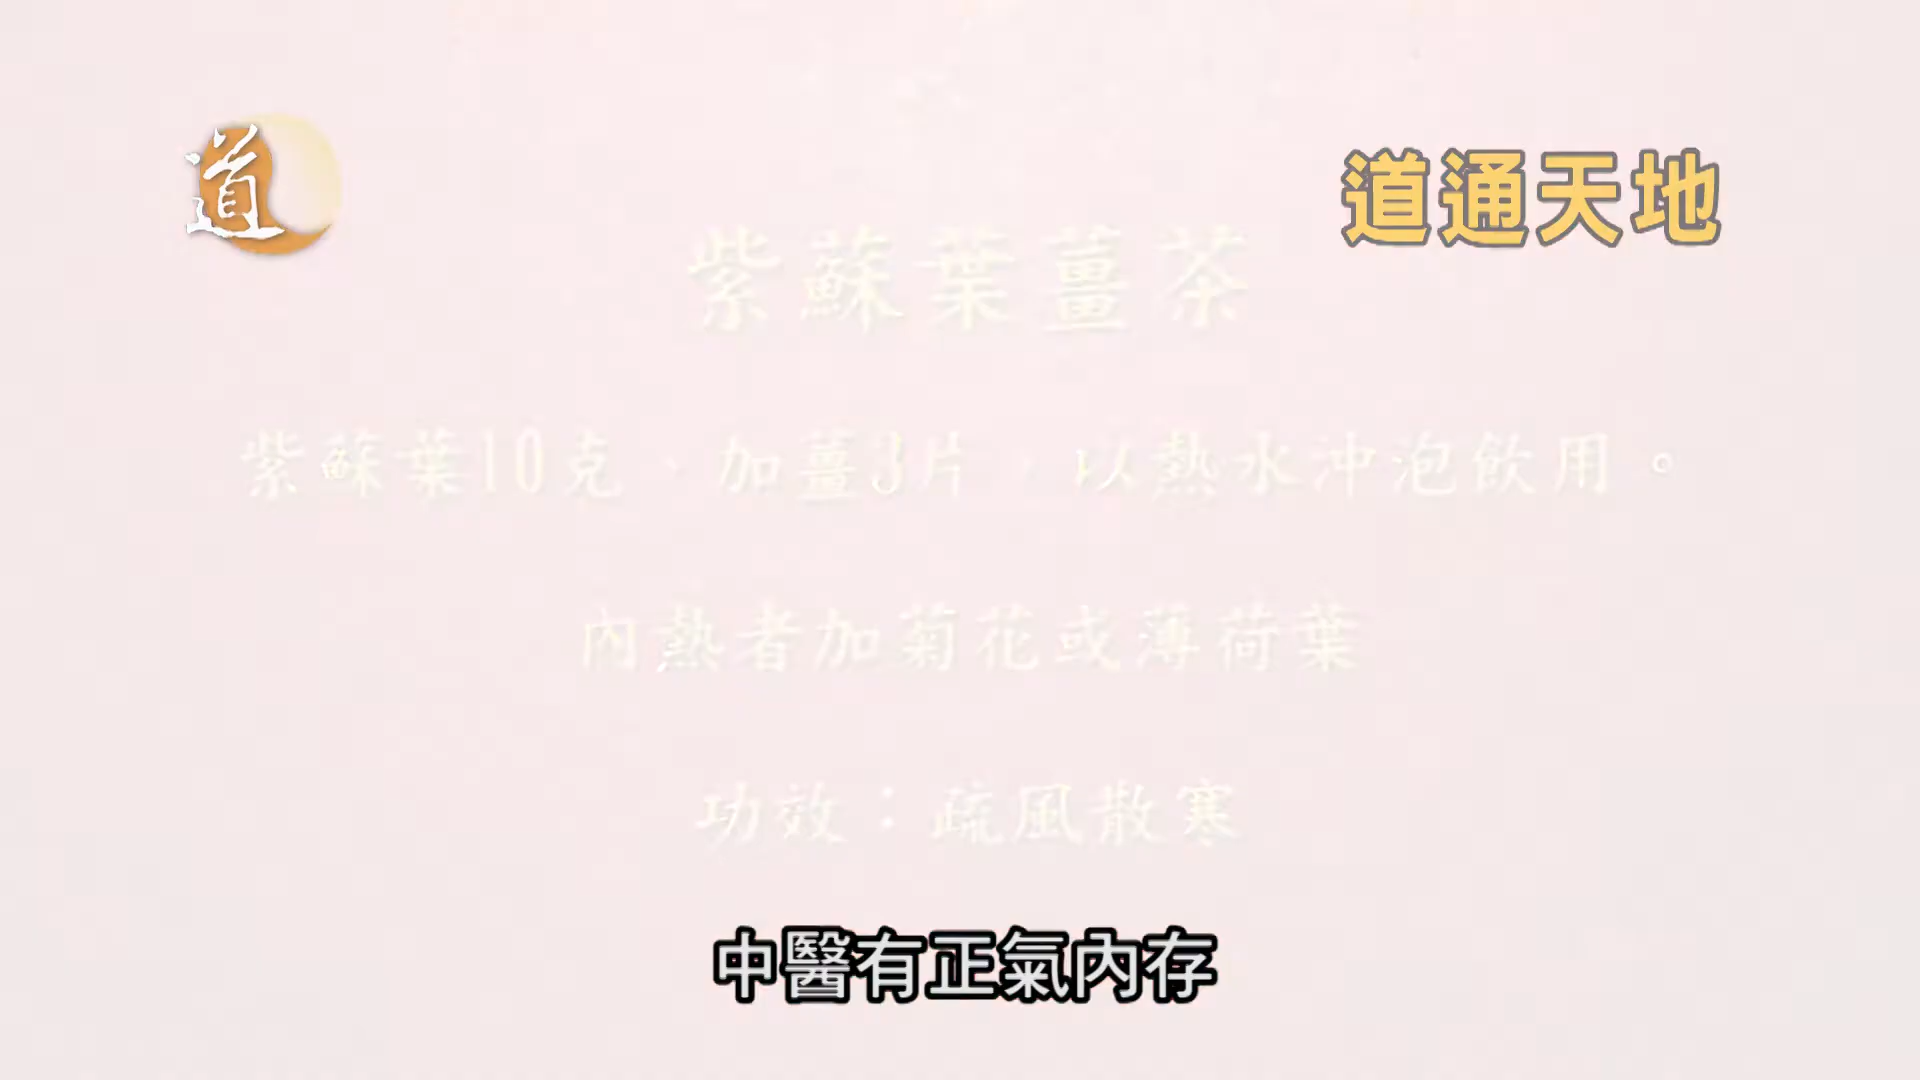 道
道通天地
紫蘇葉薑茶
紫蘇葉10克、加薑3片，以熱水沖泡飲用。
內熱者加菊花或薄荷葉
功效：疏風散寒
中醫有正氣內存